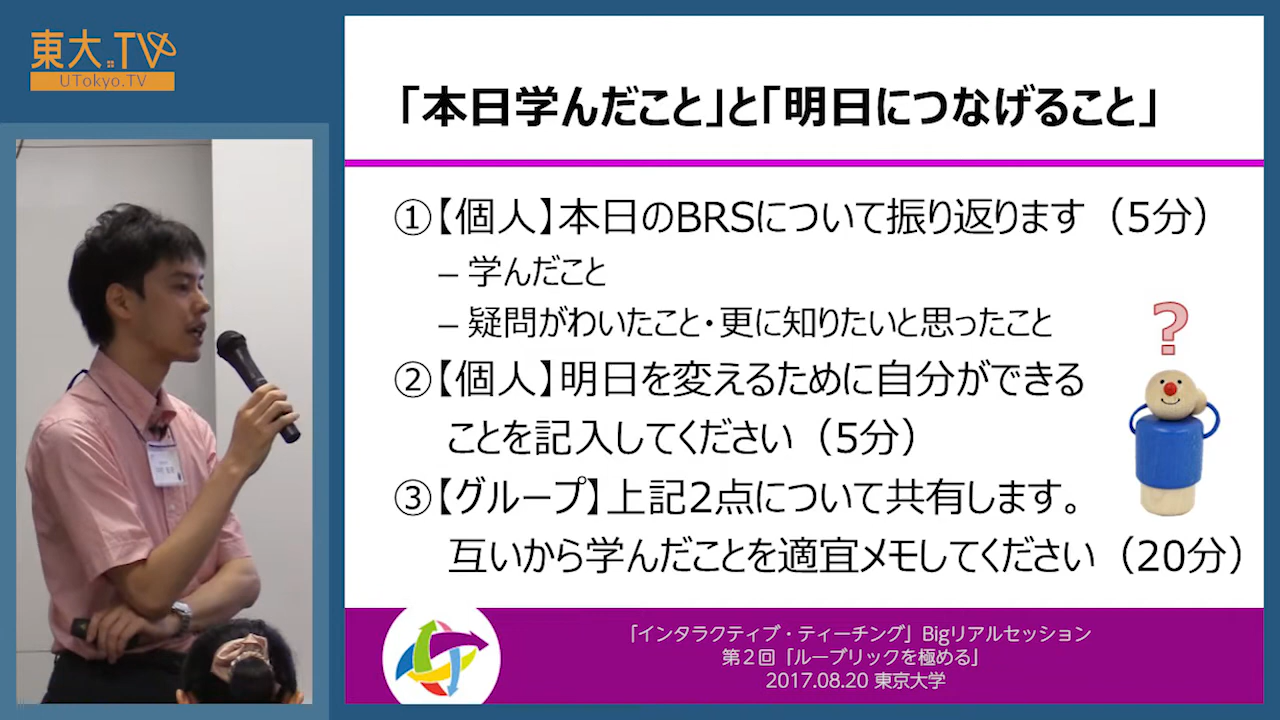 東大.TV
UTokyo.TV
「本日学んだこと」と「明日につなげること」
①【個人】本日のBRSについて振り返ります（5分）
– 学んだこと
– 疑問がわいたこと・更に知りたいと思ったこと
②【個人】明日を変えるために自分ができる
ことを記入してください（5分）
③【グループ】上記2点について共有します。
互いから学んだことを適宜メモしてください（20分）
?
「インタラクティブ・ティーチング」Bigリアルセッション
第２回「ルーブリックを極める」
2017.08.20 東京大学